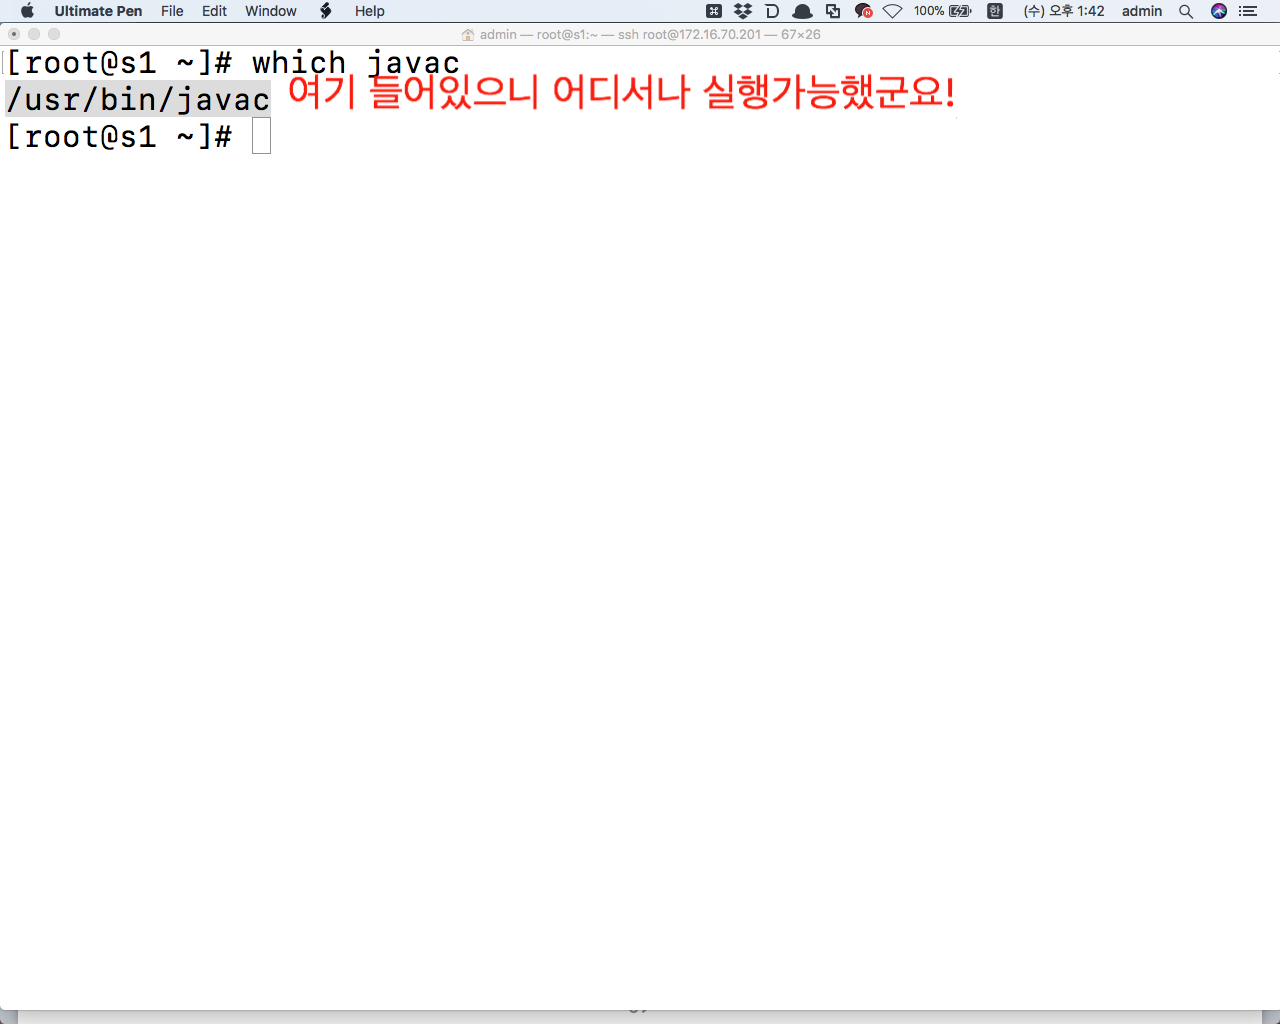 Ultimate Pen File Edit Window Help 100% 한 (수) 오후 1:42 admin
admin — root@s1:~ — ssh root@172.16.70.201 — 67×26
[root@s1 ~]# which javac
/usr/bin/javac 여기 들어있으니 어디서나 실행가능했군요!
[root@s1 ~]#